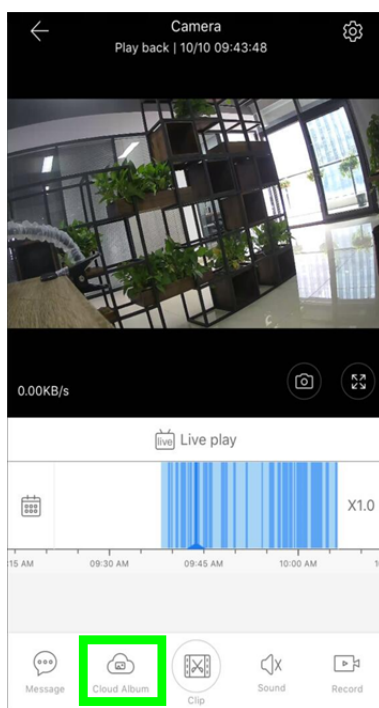 Camera
Play back | 10/10 09:43:48
0.00KB/s
live Live play
X1.0
:15 AM 09:30 AM 09:45 AM 10:00 AM 1
Message Cloud Album Clip Sound Record